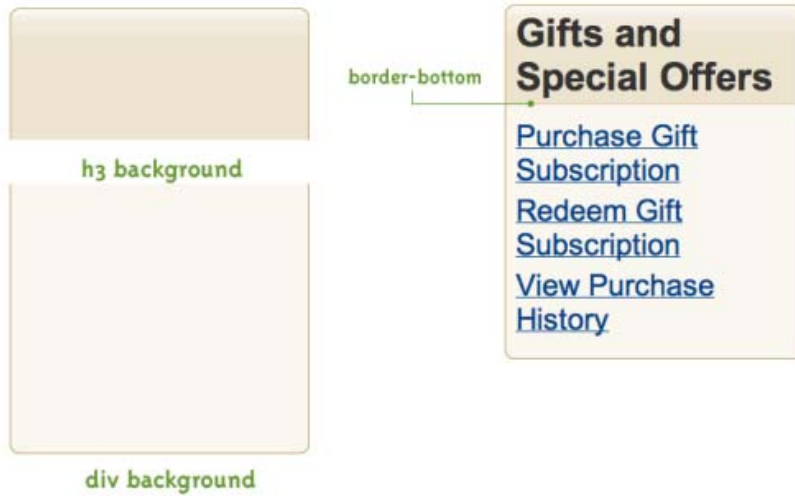 h3 background
div background
border-bottom
Gifts and
Special Offers
Purchase Gift
Subscription
Redeem Gift
Subscription
View Purchase
History